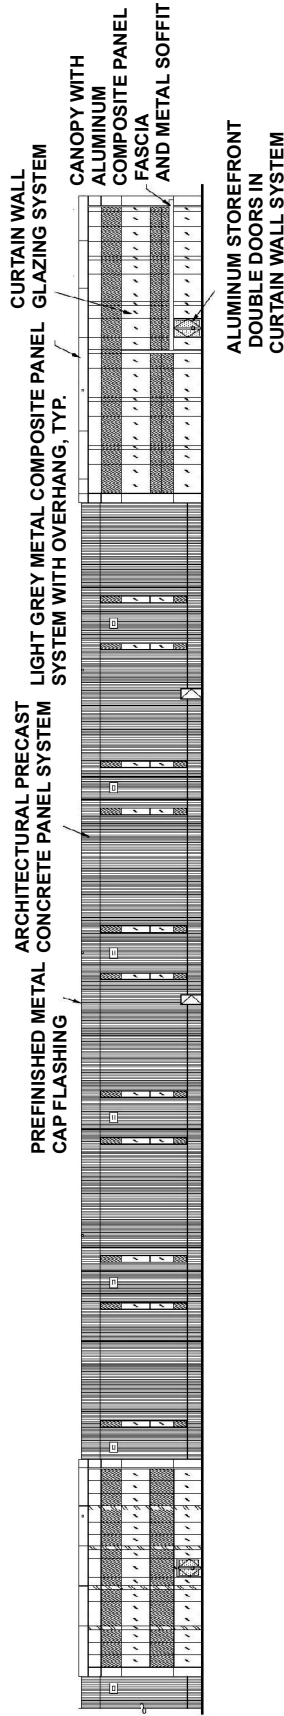 PREFINISHED METAL
CAP FLASHING
ARCHITECTURAL PRECAST
CONCRETE PANEL SYSTEM
LIGHT GREY METAL COMPOSITE PANEL
SYSTEM WITH OVERHANG, TYP.
CURTAIN WALL
GLAZING SYSTEM
CANOPY WITH
ALUMINUM
COMPOSITE PANEL
FASCIA
AND METAL SOFFIT
ALUMINUM STOREFRONT
DOUBLE DOORS IN
CURTAIN WALL SYSTEM